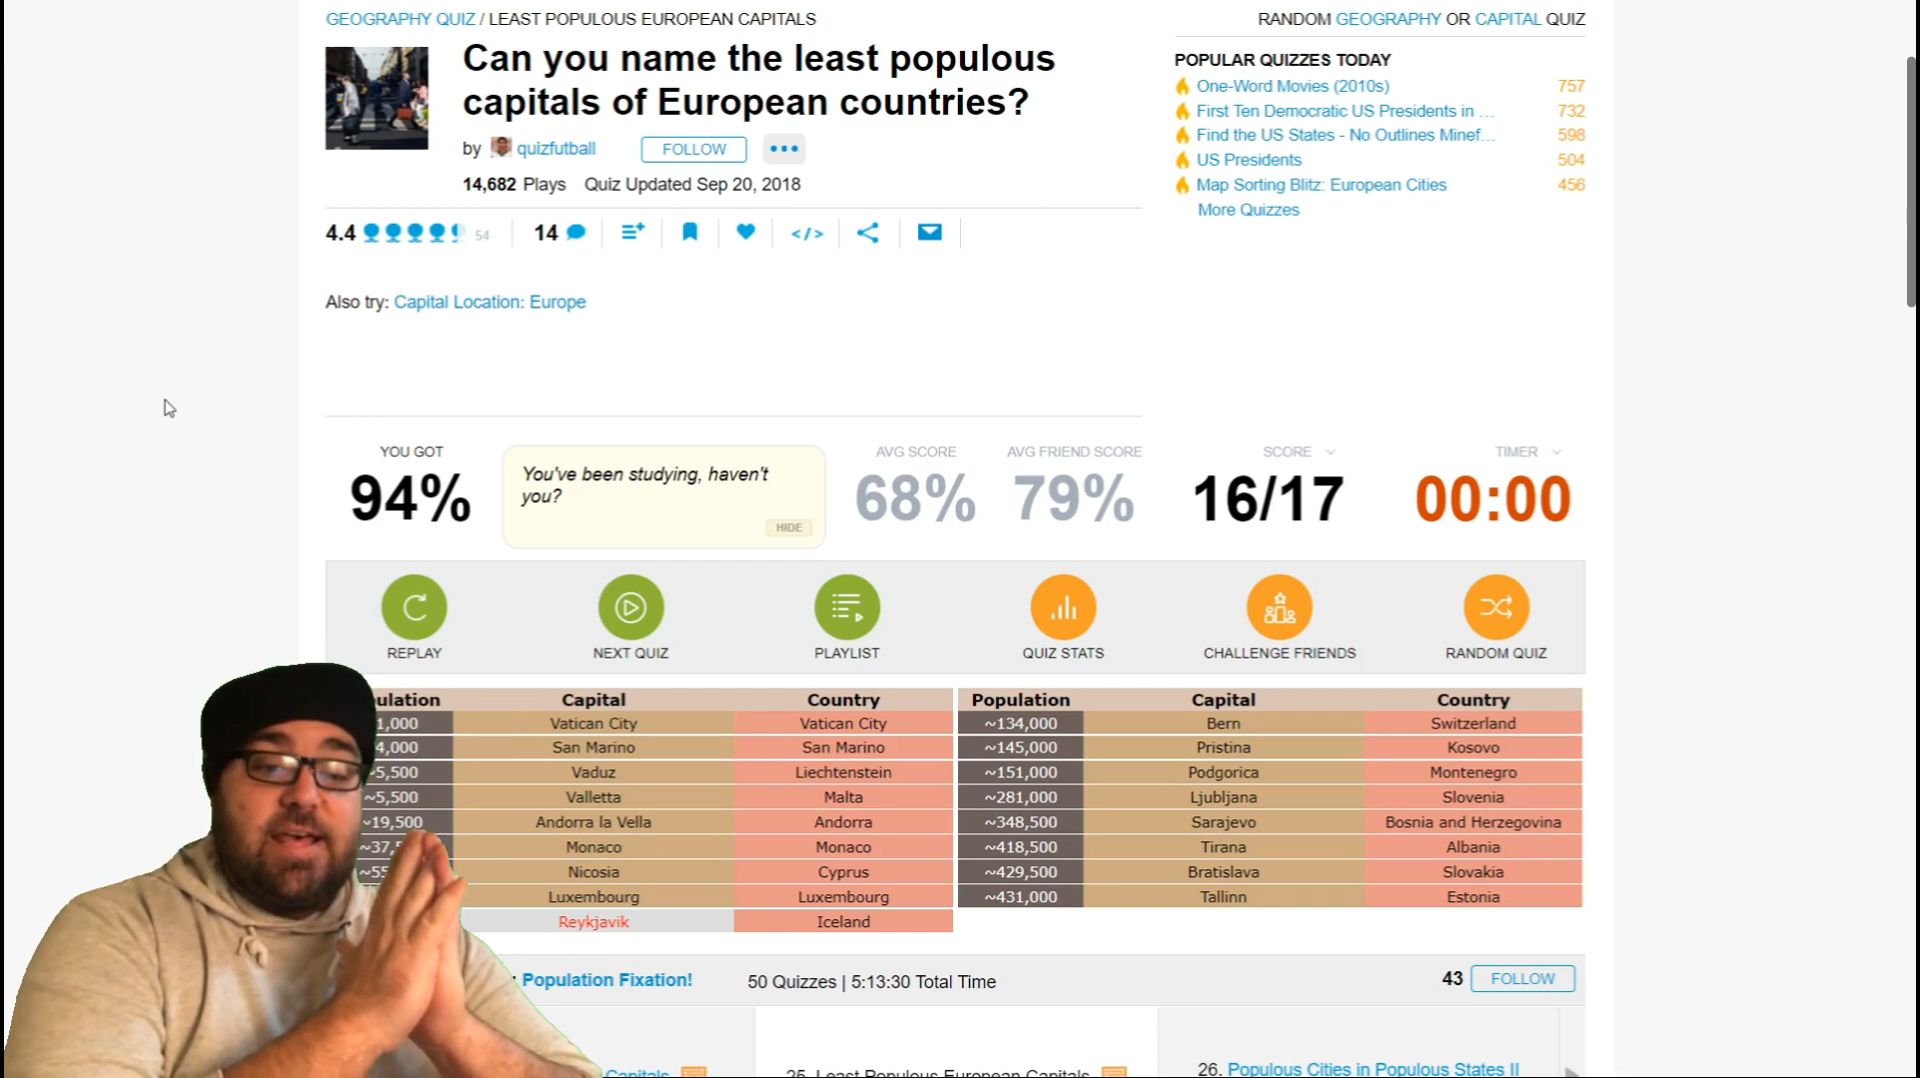 GEOGRAPHY QUIZ / LEAST POPULOUS EUROPEAN CAPITALS
RANDOM GEOGRAPHY OR CAPITAL QUIZ
Can you name the least populous
capitals of European countries?
by quizfutball
FOLLOW
14,682 Plays Quiz Updated Sep 20, 2018
4.4
54
14
</>
POPULAR QUIZZES TODAY
One-Word Movies (2010s) 757
First Ten Democratic US Presidents in ... 732
Find the US States - No Outlines Minef... 598
US Presidents 504
Map Sorting Blitz: European Cities 456
More Quizzes
Also try: Capital Location: Europe
YOU GOT
94%
You've been studying, haven't
you?
HIDE
AVG SCORE
68%
AVG FRIEND SCORE
79%
SCORE
16/17
TIMER
00:00
REPLAY
NEXT QUIZ
PLAYLIST
QUIZ STATS
CHALLENGE FRIENDS
RANDOM QUIZ
Capital Country
1,000 Vatican City Vatican City
4,000 San Marino San Marino
~5,500 Vaduz Liechtenstein
~5,500 Valletta Malta
~19,500 Andorra la Vella Andorra
Monaco Monaco
Nicosia Cyprus
Luxembourg Luxembourg
Reykjavik Iceland
Population Capital Country
~134,000 Bern Switzerland
~145,000 Pristina Kosovo
~151,000 Podgorica Montenegro
~281,000 Ljubljana Slovenia
~348,500 Sarajevo Bosnia and Herzegovina
~418,500 Tirana Albania
~429,500 Bratislava Slovakia
~431,000 Tallinn Estonia
: Population Fixation! 50 Quizzes | 5:13:30 Total Time
43 FOLLOW
Capitals
25. Least Populous European Capitals
26. Populous Cities in Populous States II